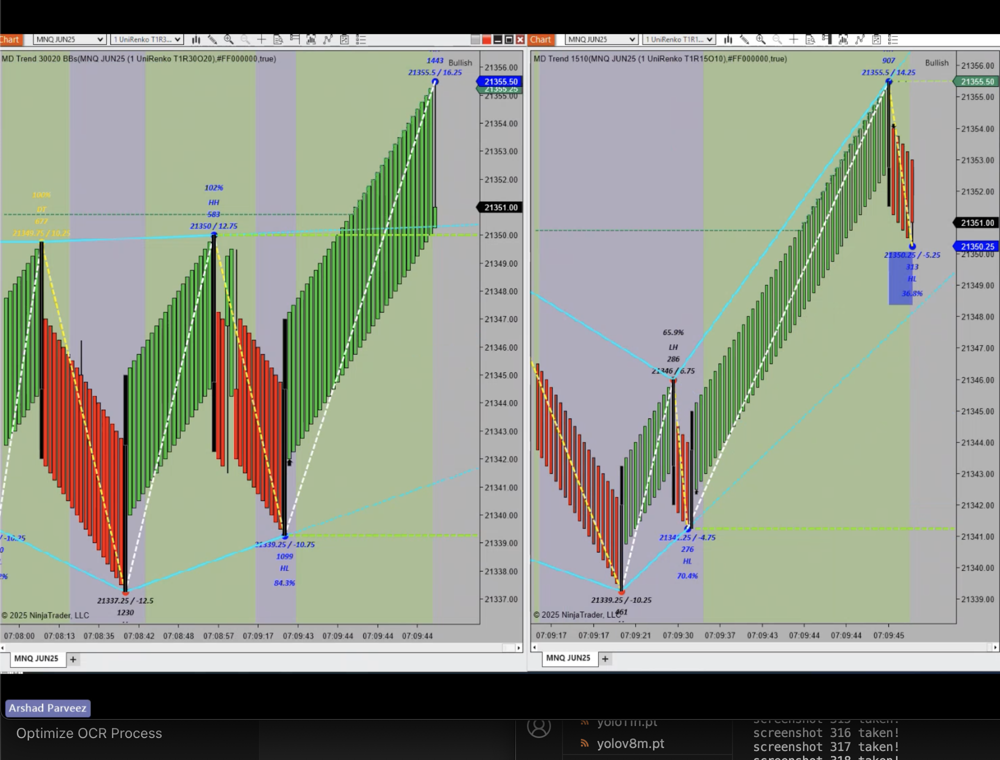 Chart MNQ JUN25 1 UniRenko T1R3...
MD Trend 30020 BBs(MNQ JUN25 (1 UniRenko T1R30O20),#FF000000,true)
Bullish
1443
21355.5 / 16.25
100%
627
21349.75 / 10.25
102%
HH
583
21350 / 12.75
21339.25 / -10.75
1099
HL
84.3%
21337.25 / -12.5
1230
21356.00
21355.50
21355.25
21355.00
21354.00
21353.00
21352.00
21351.00
21350.00
21349.00
21348.00
21347.00
21346.00
21345.00
21344.00
21343.00
21342.00
21341.00
21340.00
21339.00
21338.00
21337.00
© 2025 NinjaTrader, LLC
07:08:00 07:08:13 07:08:35 07:08:42 07:08:48 07:08:57 07:09:17 07:09:43 07:09:44 07:09:44 07:09:44
MNQ JUN25 +
Chart MNQ JUN25 1 UniRenko T1R1...
MD Trend 1510(MNQ JUN25 (1 UniRenko T1R15O10),#FF000000,true)
Bullish
907
21355.5 / 14.25
65.9%
LH
286
21346 / 6.75
21341.25 / -4.75
276
HL
70.4%
21339.25 / -10.25
461
21350.25 / -5.25
313
HL
36.8%
21356.00
21355.50
21355.00
21354.00
21353.00
21352.00
21351.00
21350.25
21350.00
21349.00
21348.00
21347.00
21346.00
21345.00
21344.00
21343.00
21342.00
21341.00
21340.00
21339.00
© 2025 NinjaTrader, LLC
07:09:17 07:09:17 07:09:21 07:09:30 07:09:37 07:09:43 07:09:44 07:09:44 07:09:45
MNQ JUN25 +
Arshad Parveez
Optimize OCR Process
yolo11n.pt
yolov8m.pt
screenshot 315 taken!
screenshot 316 taken!
screenshot 317 taken!
screenshot 318 taken!